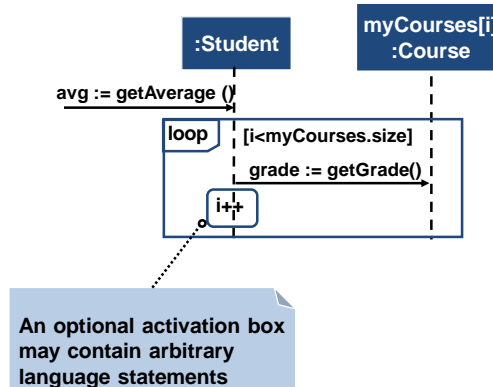 :Student
myCourses[i]
:Course
avg := getAverage ()
loop
[i<myCourses.size]
grade := getGrade()
i++
An optional activation box
may contain arbitrary
language statements